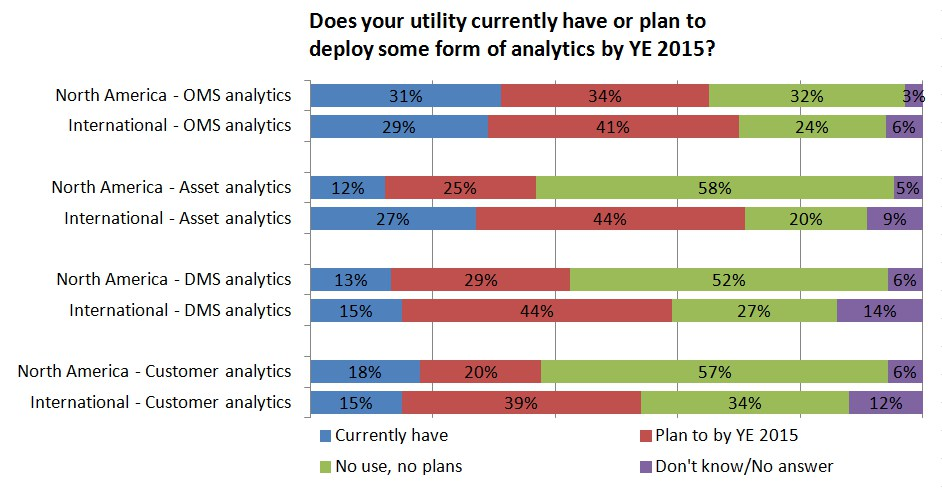 Does your utility currently have or plan to
deploy some form of analytics by YE 2015?
North America - OMS analytics 31% 34% 32% 3%
International - OMS analytics 29% 41% 24% 6%
North America - Asset analytics 12% 25% 58% 5%
International - Asset analytics 27% 44% 20% 9%
North America - DMS analytics 13% 29% 52% 6%
International - DMS analytics 15% 44% 27% 14%
North America - Customer analytics 18% 20% 57% 6%
International - Customer analytics 15% 39% 34% 12%
Currently have Plan to by YE 2015
No use, no plans Don't know/No answer